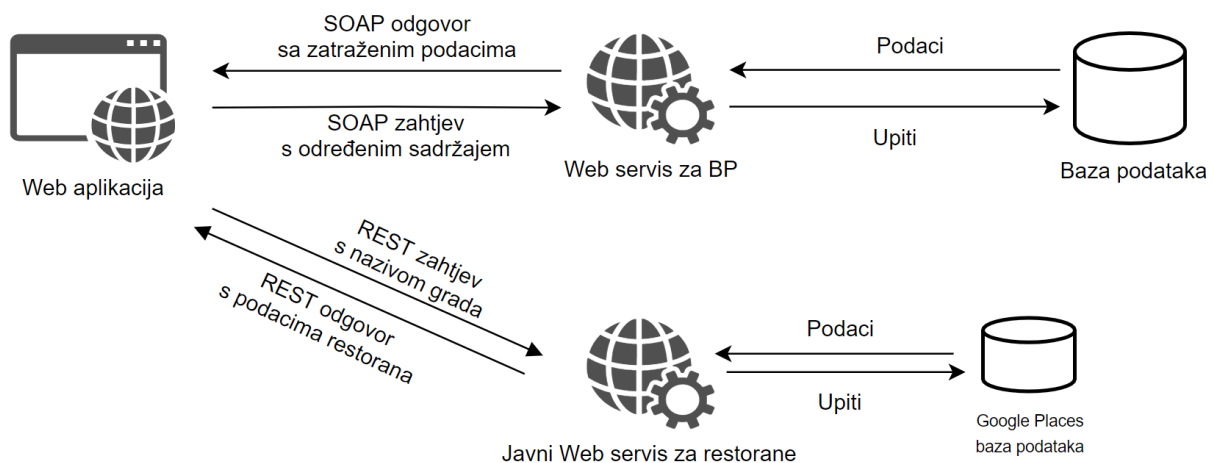 SOAP odgovor
sa zatraženim podacima
Podaci
SOAP zahtjev
s određenim sadržajem
Upiti
Web aplikacija
Web servis za BP
Baza podataka
REST zahtjev
s nazivom grada
REST odgovor
s podacima restorana
Podaci
Upiti
Google Places
baza podataka
Javni Web servis za restorane